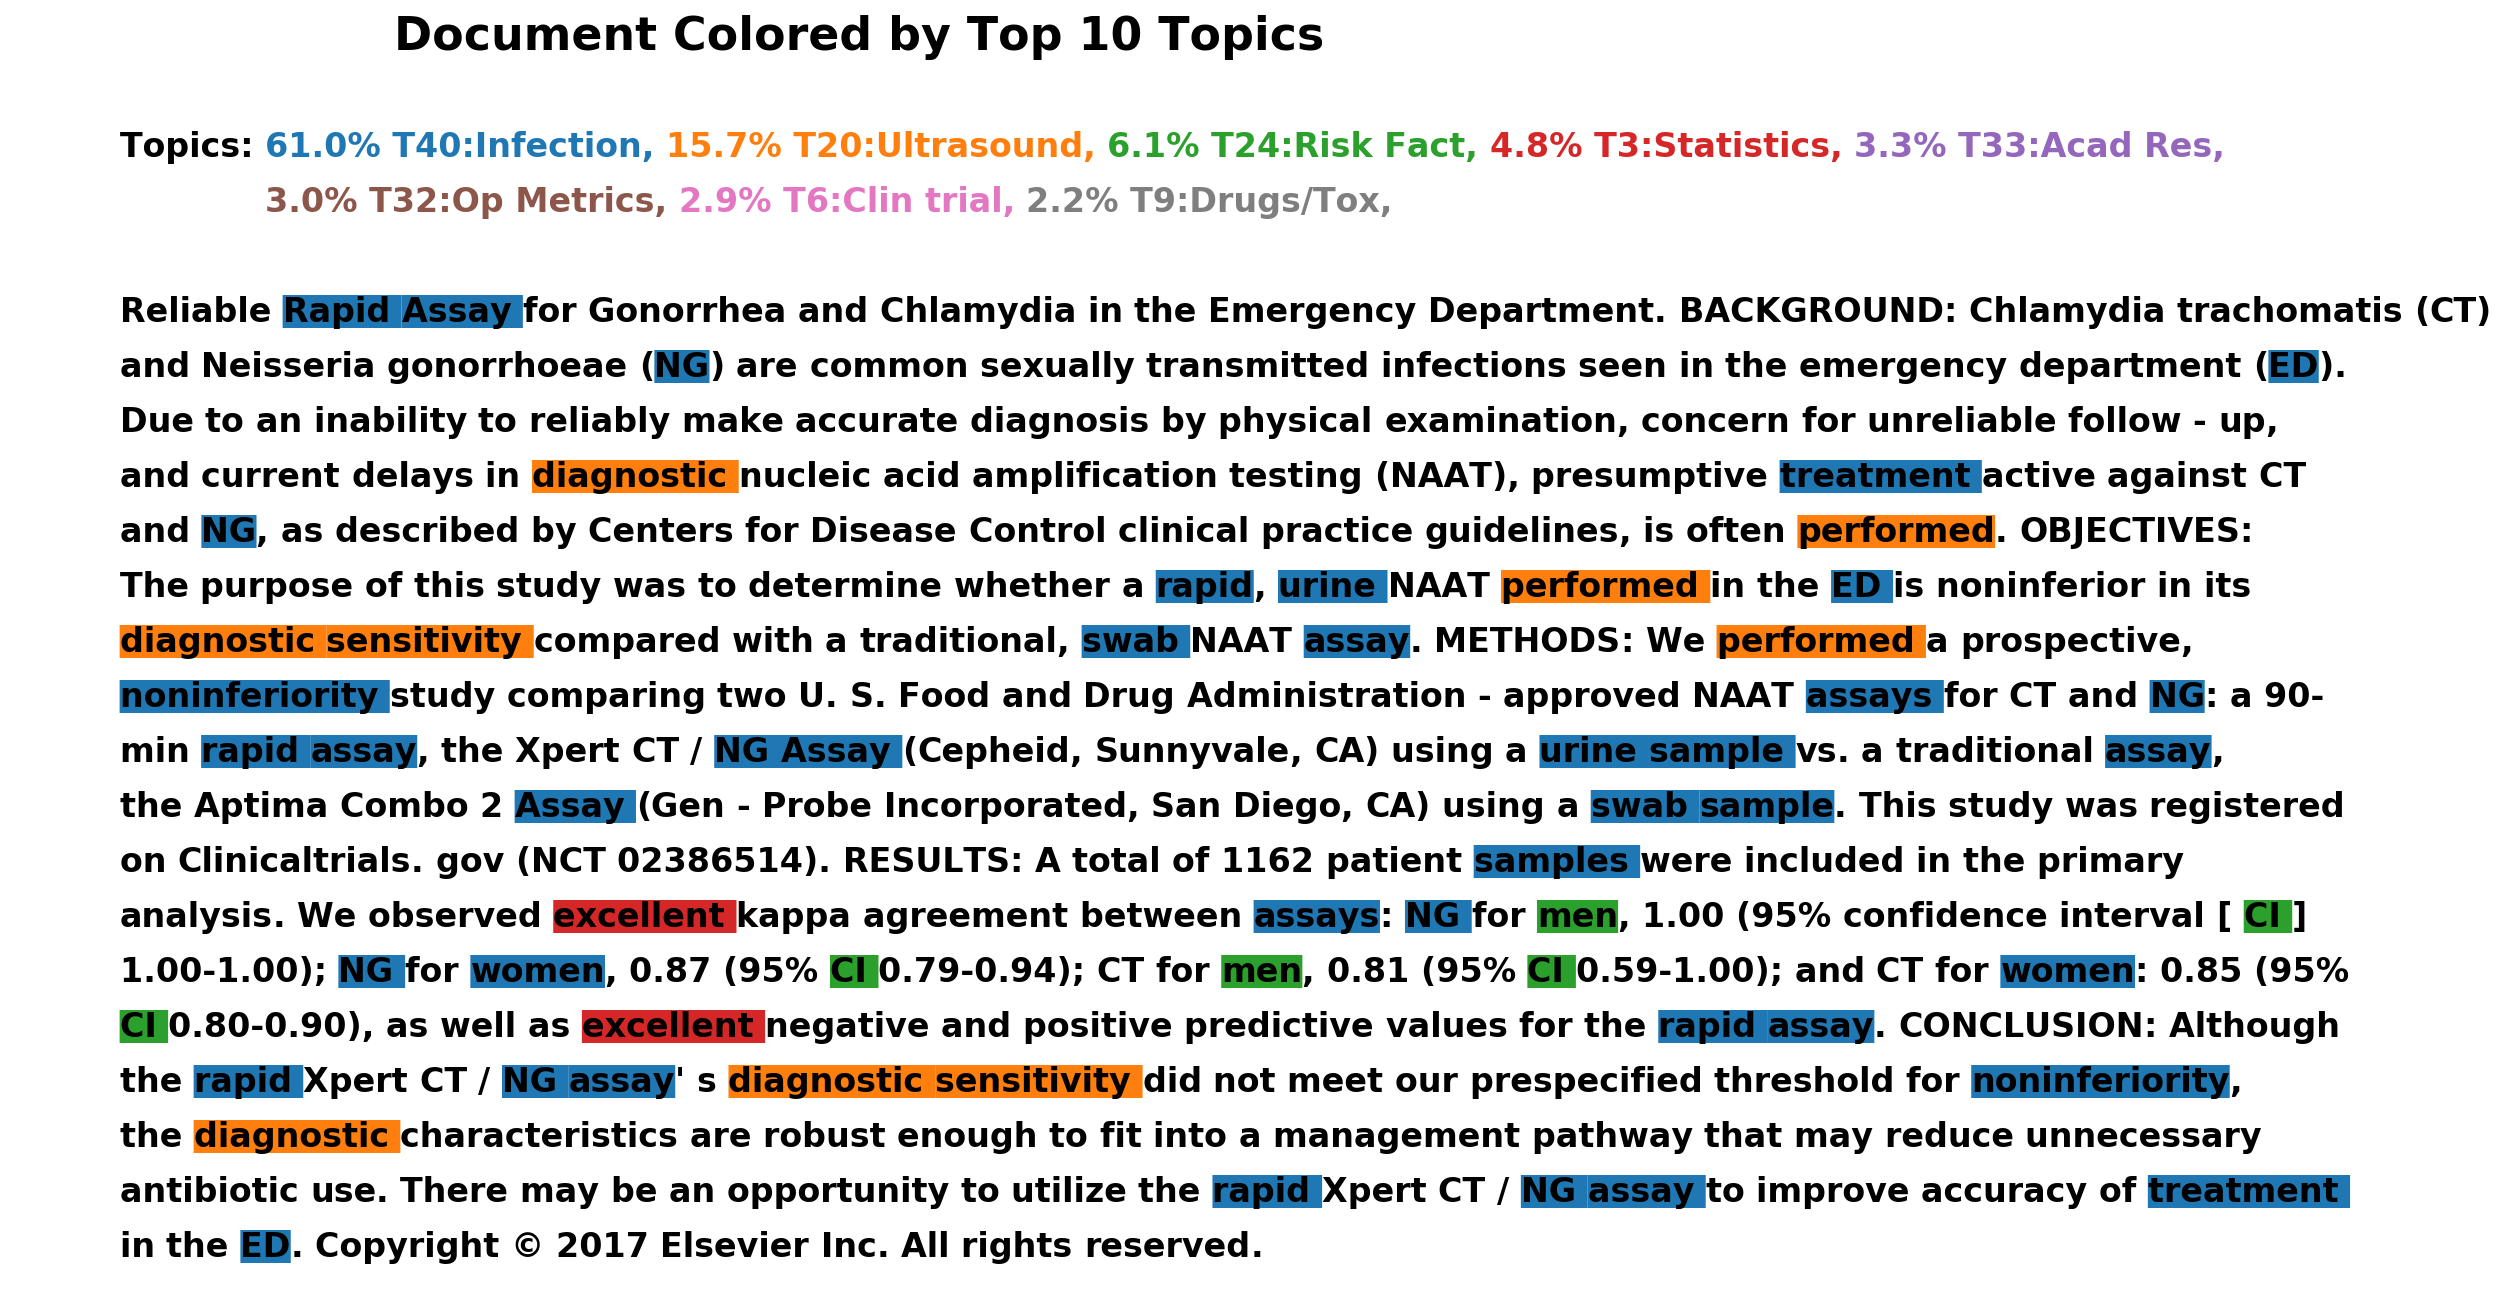 Document Colored by Top 10 Topics
Topics: 61.0% T40:Infection, 15.7% T20:Ultrasound, 6.1% T24:Risk Fact, 4.8% T3:Statistics, 3.3% T33:Acad Res,
3.0% T32:Op Metrics, 2.9% T6:Clin trial, 2.2% T9:Drugs/Tox,
Reliable Rapid Assay for Gonorrhea and Chlamydia in the Emergency Department. BACKGROUND: Chlamydia trachomatis (CT)
and Neisseria gonorrhoeae (NG) are common sexually transmitted infections seen in the emergency department (ED).
Due to an inability to reliably make accurate diagnosis by physical examination, concern for unreliable follow - up,
and current delays in diagnostic nucleic acid amplification testing (NAAT), presumptive treatment active against CT
and NG, as described by Centers for Disease Control clinical practice guidelines, is often performed. OBJECTIVES:
The purpose of this study was to determine whether a rapid, urine NAAT performed in the ED is noninferior in its
diagnostic sensitivity compared with a traditional, swab NAAT assay. METHODS: We performed a prospective,
noninferiority study comparing two U. S. Food and Drug Administration - approved NAAT assays for CT and NG: a 90-
min rapid assay, the Xpert CT / NG Assay (Cepheid, Sunnyvale, CA) using a urine sample vs. a traditional assay,
the Aptima Combo 2 Assay (Gen - Probe Incorporated, San Diego, CA) using a swab sample. This study was registered
on Clinicaltrials. gov (NCT 02386514). RESULTS: A total of 1162 patient samples were included in the primary
analysis. We observed excellent kappa agreement between assays: NG for men, 1.00 (95% confidence interval [ CI ]
1.00-1.00); NG for women, 0.87 (95% CI 0.79-0.94); CT for men, 0.81 (95% CI 0.59-1.00); and CT for women: 0.85 (95%
CI 0.80-0.90), as well as excellent negative and positive predictive values for the rapid assay. CONCLUSION: Although
the rapid Xpert CT / NG assay' s diagnostic sensitivity did not meet our prespecified threshold for noninferiority,
the diagnostic characteristics are robust enough to fit into a management pathway that may reduce unnecessary
antibiotic use. There may be an opportunity to utilize the rapid Xpert CT / NG assay to improve accuracy of treatment
in the ED. Copyright © 2017 Elsevier Inc. All rights reserved.